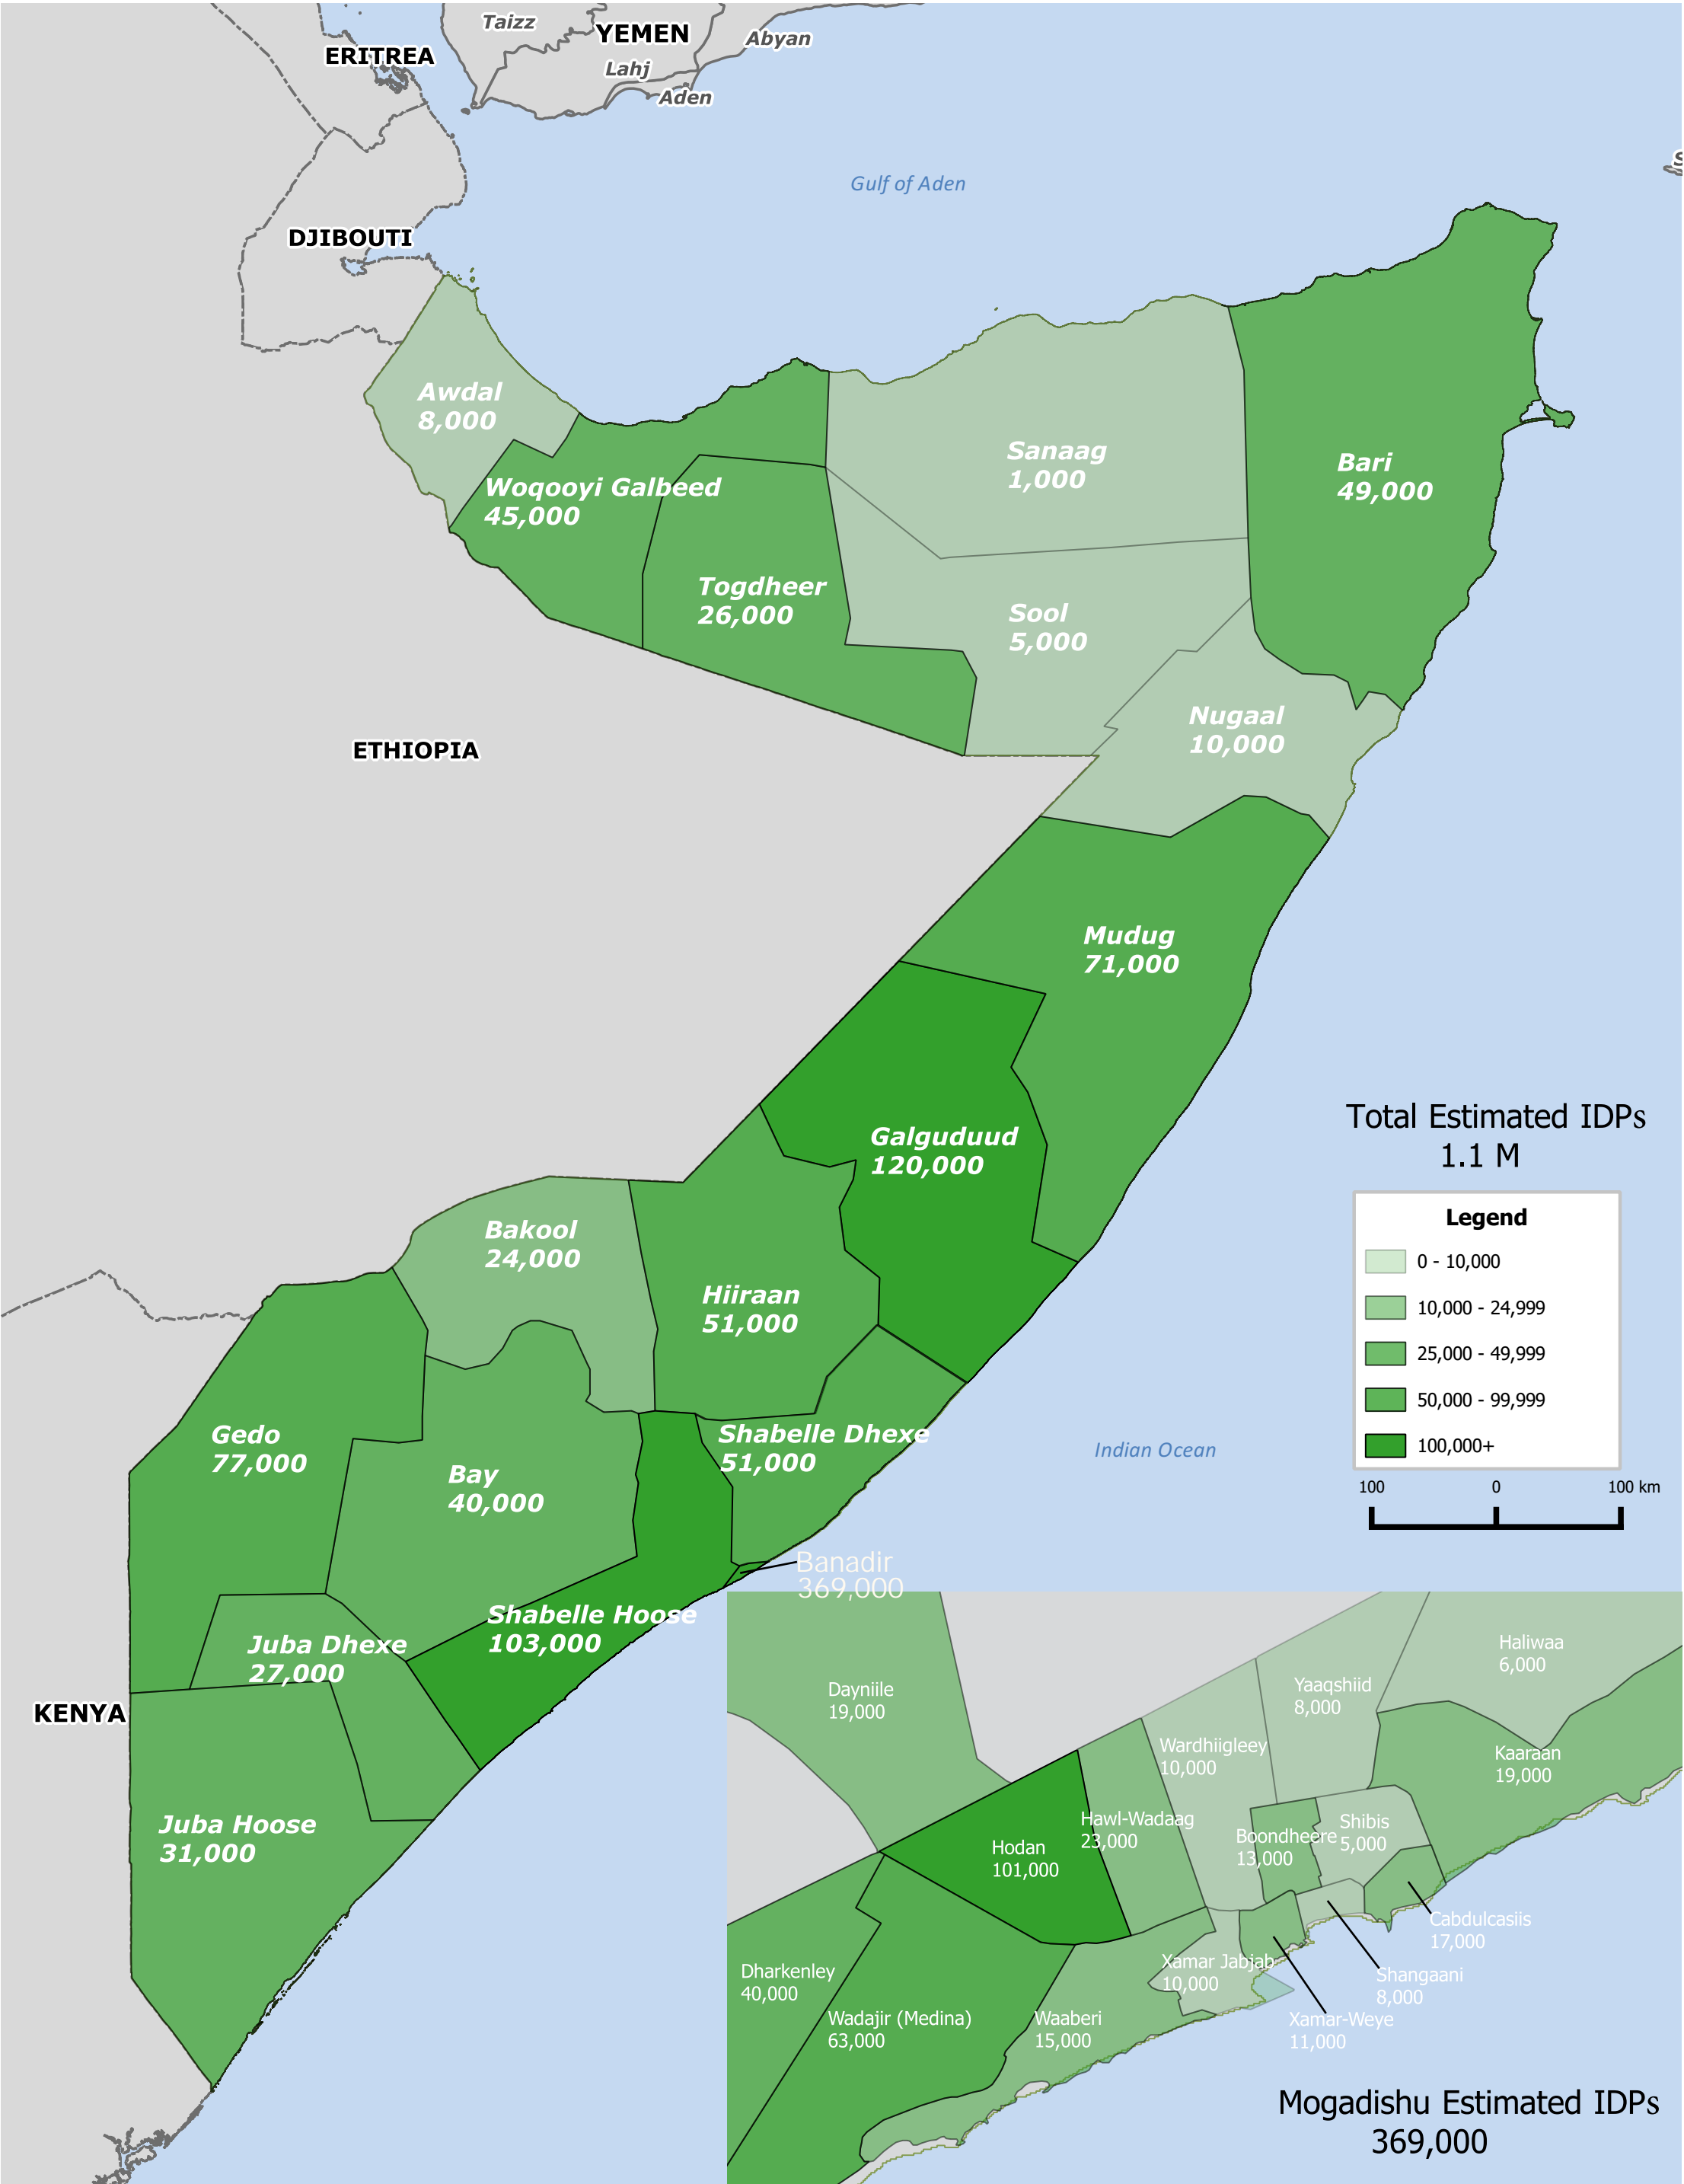 Taizz
YEMEN
Abyan
ERITREA
Lahj
Aden
S
Gulf of Aden
DJIBOUTI
Awdal
8,000
Sanaag
1,000
Bari
49,000
Woqooyi Galbeed
45,000
Togdheer
26,000
Sool
5,000
Nugaal
10,000
ETHIOPIA
Mudug
71,000
Galguduud
120,000
Total Estimated IDPs
1.1 M
Legend
0 - 10,000
10,000 - 24,999
25,000 - 49,999
50,000 - 99,999
100,000+
100 0 100 km
Bakool
24,000
Hiiraan
51,000
Gedo
77,000
Shabelle Dhexe
51,000
Indian Ocean
Bay
40,000
Banadir
369,000
Shabelle Hoose
103,000
Juba Dhexe
27,000
KENYA
Juba Hoose
31,000
Haliwaa
6,000
Dayniile
19,000
Yaaqshiid
8,000
Wardhiigleey
10,000
Kaaraan
19,000
Hawl-Wadaag
23,000
Shibis
5,000
Boondheere
13,000
Hodan
101,000
Cabdulcasiis
17,000
Xamar Jabjab
10,000
Shangaani
8,000
Dharkenley
40,000
Xamar-Weye
11,000
Wadajir (Medina)
63,000
Waaberi
15,000
Mogadishu Estimated IDPs
369,000